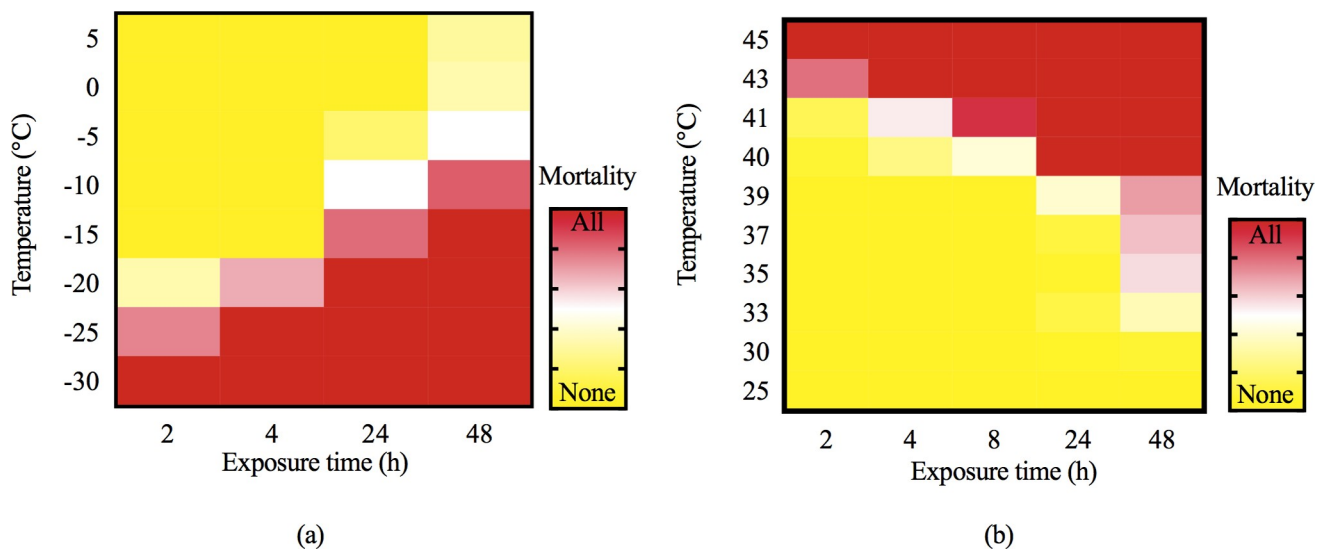 Temperature (°C)
5
0
-5
-10
-15
-20
-25
-30
2 4 24 48
Exposure time (h)
Mortality
All
None
(a)
Temperature (°C)
45
43
41
40
39
37
35
33
30
25
2 4 8 24 48
Exposure time (h)
Mortality
All
None
(b)